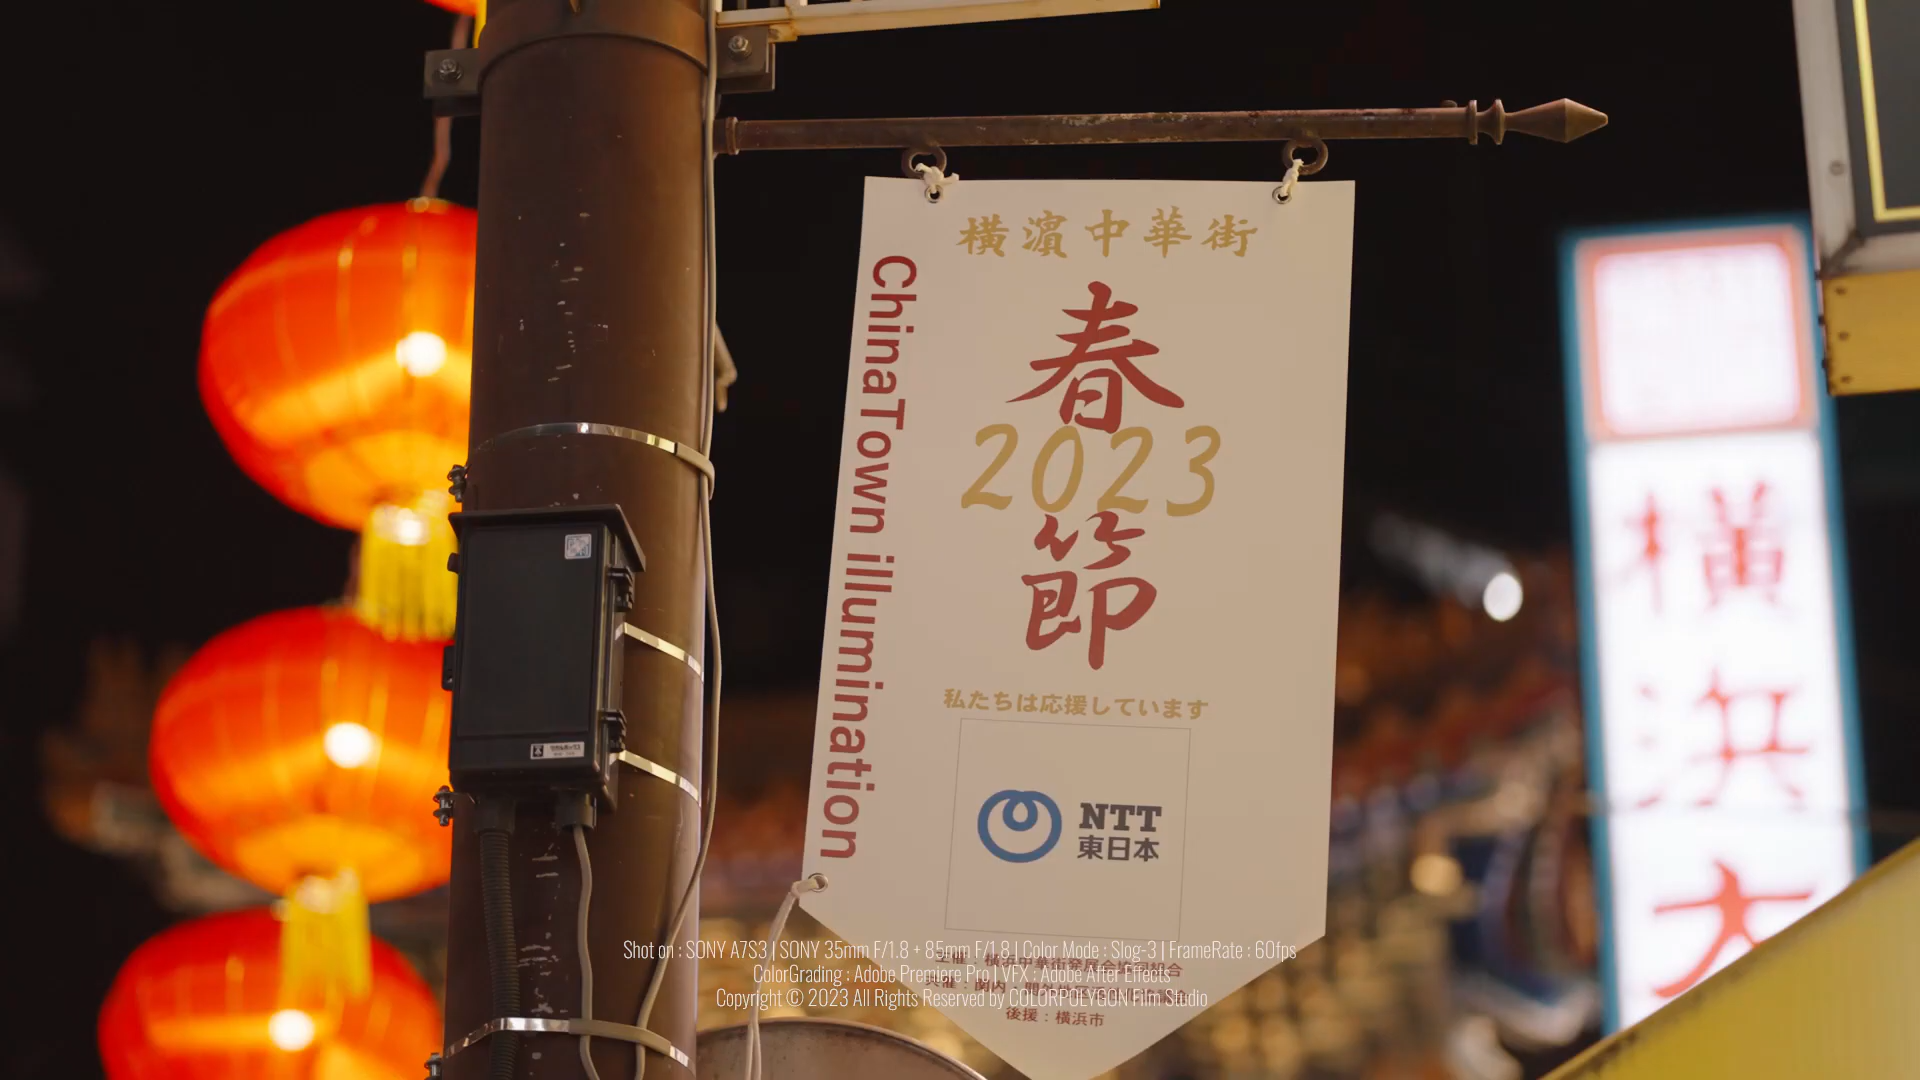 橫濵中華街
春
2023
節
ChinaTown illumination
私たちは応援しています
NTT
東日本
後援：横浜市
横浜大
Shot on : SONY A7S3 | SONY 35mm F/1.8 + 85mm F/1.8 | Color Mode : Slog-3 | FrameRate : 60fps
ColorGrading : Adobe Premiere Pro | VFX : Adobe After Effects
Copyright © 2023 All Rights Reserved by COLORPOLYGON Film Studio